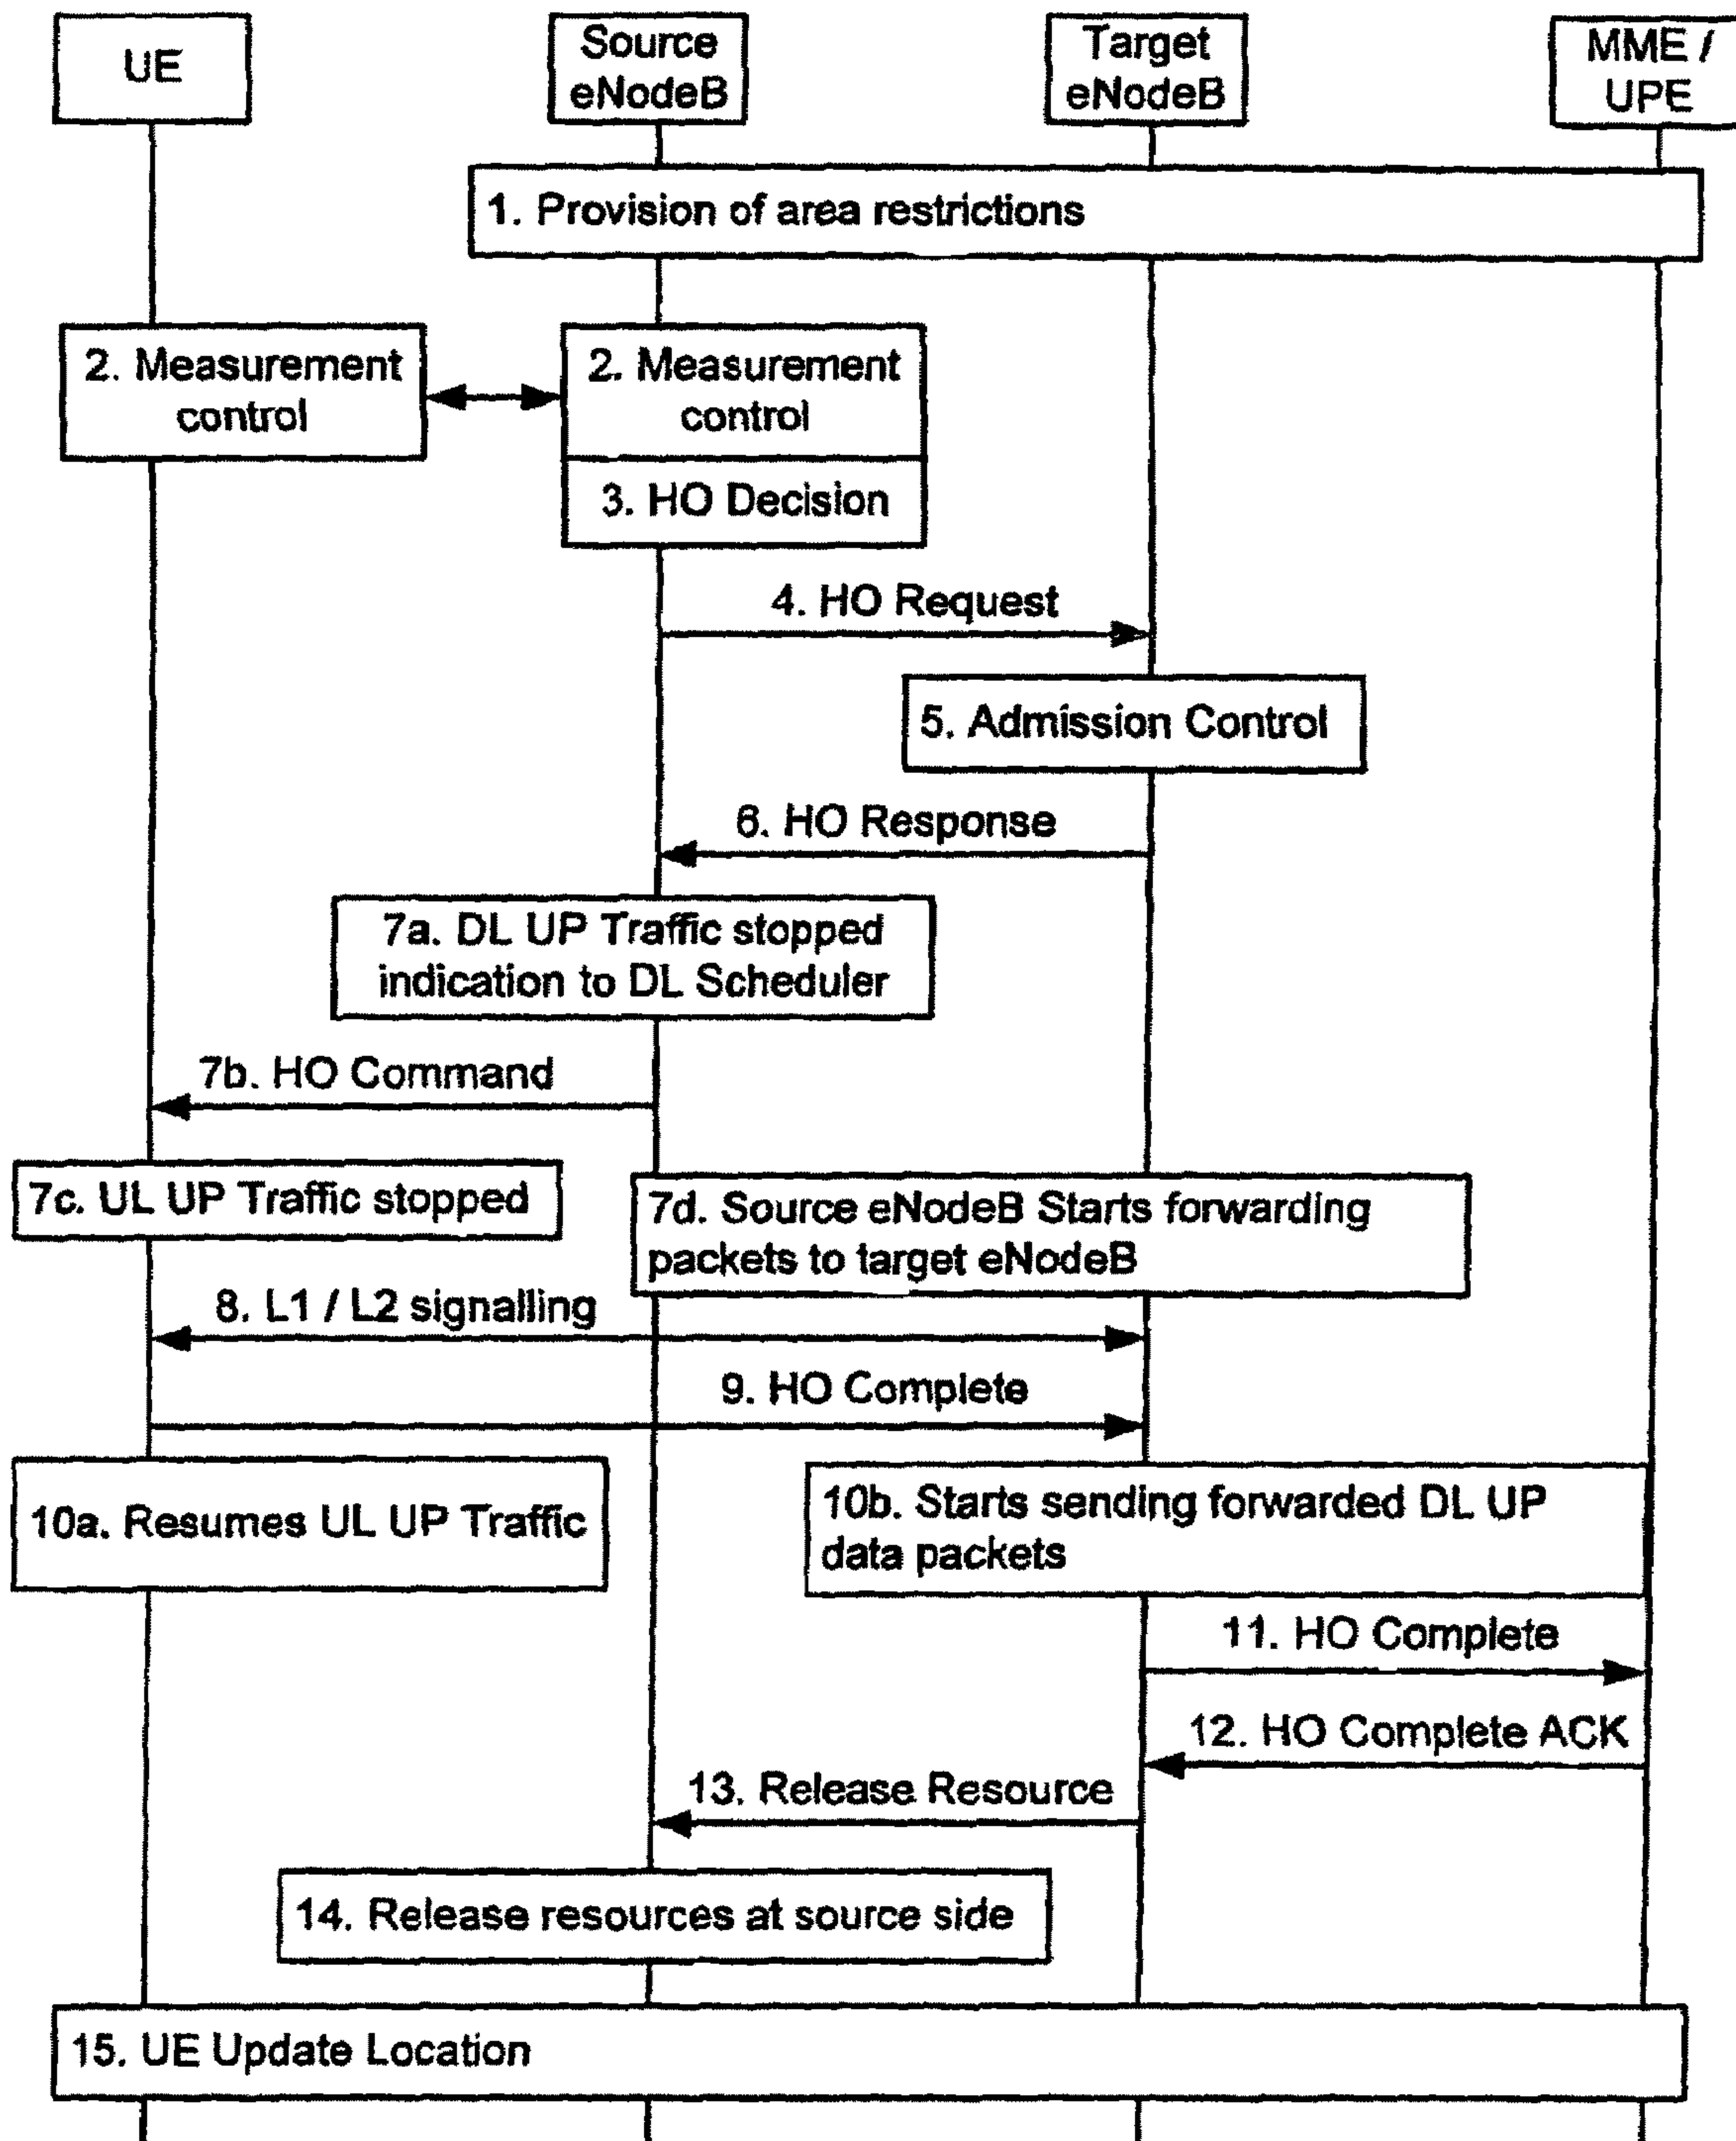 UE
Source
eNodeB
Target
eNodeB
MME /
UPE
1. Provision of area restrictions
2. Measurement
control
2. Measurement
control
3. HO Decision
4. HO Request
5. Admission Control
6. HO Response
7a. DL UP Traffic stopped
indication to DL Scheduler
7b. HO Command
7c. UL UP Traffic stopped
7d. Source eNodeB Starts forwarding
packets to target eNodeB
8. L1 / L2 signalling
9. HO Complete
10a. Resumes UL UP Traffic
10b. Starts sending forwarded DL UP
data packets
11. HO Complete
12. HO Complete ACK
13. Release Resource
14. Release resources at source side
15. UE Update Location